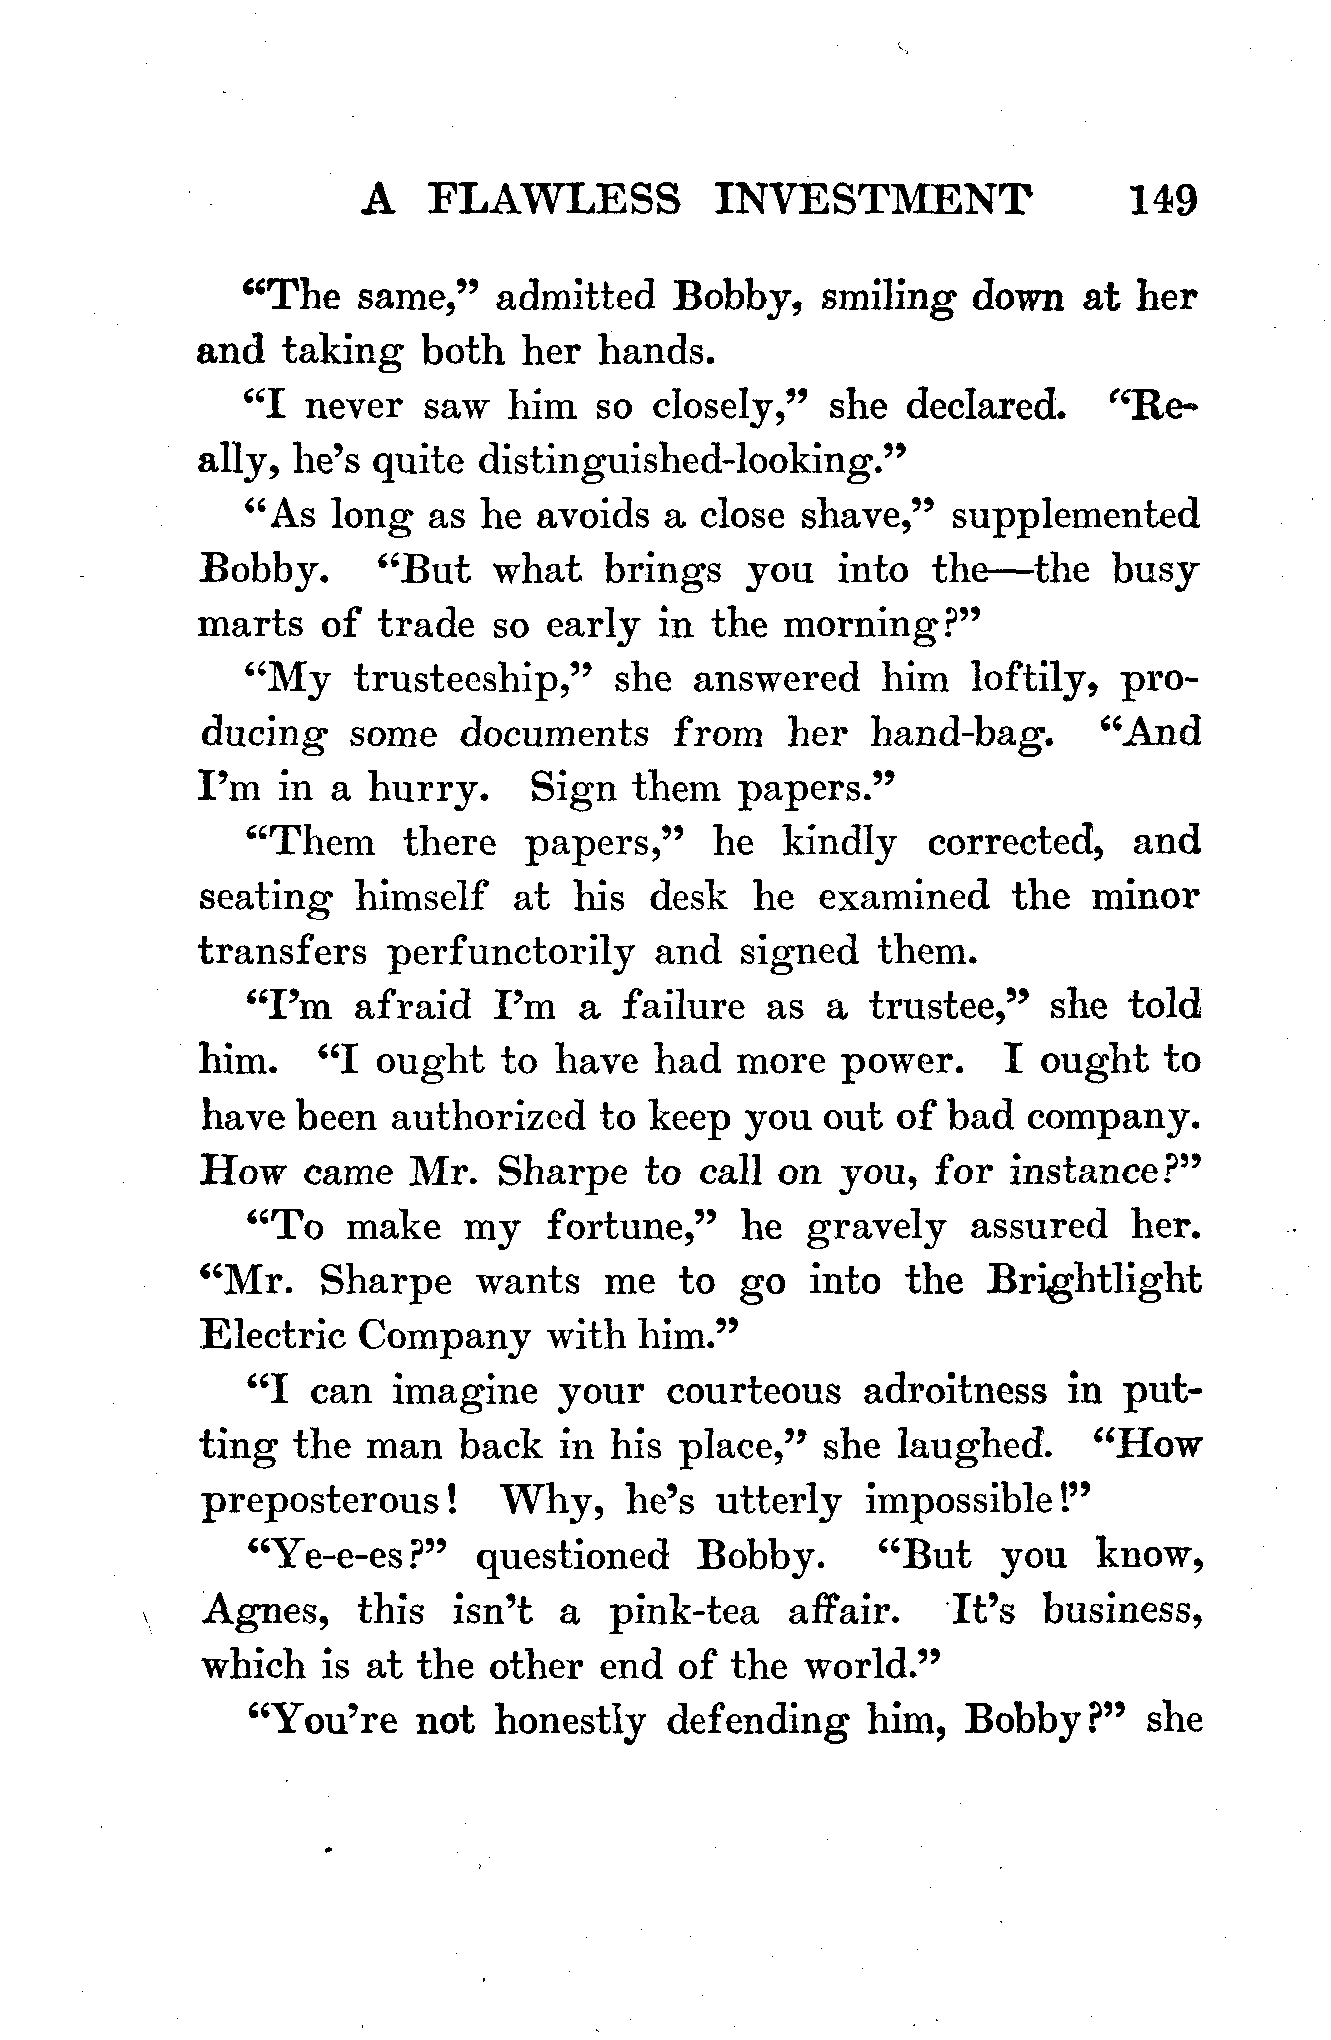 A FLAWLESS INVESTMENT 149
“The same,” admitted Bobby, smiling down at her
and taking both her hands.
“I never saw him so closely,” she declared. “Re-
ally, he’s quite distinguished-looking.”
“As long as he avoids a close shave,” supplemented
Bobby. “But what brings you into the—the busy
marts of trade so early in the morning?”
“My trusteeship,” she answered him loftily, pro-
ducing some documents from her hand-bag. “And
I’m in a hurry. Sign them papers.”
“Them there papers,” he kindly corrected, and
seating himself at his desk he examined the minor
transfers perfunctorily and signed them.
“I’m afraid I’m a failure as a trustee,” she told
him. “I ought to have had more power. I ought to
have been authorized to keep you out of bad company.
How came Mr. Sharpe to call on you, for instance?”
“To make my fortune,” he gravely assured her.
“Mr. Sharpe wants me to go into the Brightlight
Electric Company with him.”
“I can imagine your courteous adroitness in put-
ting the man back in his place,” she laughed. “How
preposterous! Why, he’s utterly impossible!”
“Ye-e-es?” questioned Bobby. “But you know,
Agnes, this isn’t a pink-tea affair. It’s business,
which is at the other end of the world.”
“You’re not honestly defending him, Bobby?” she